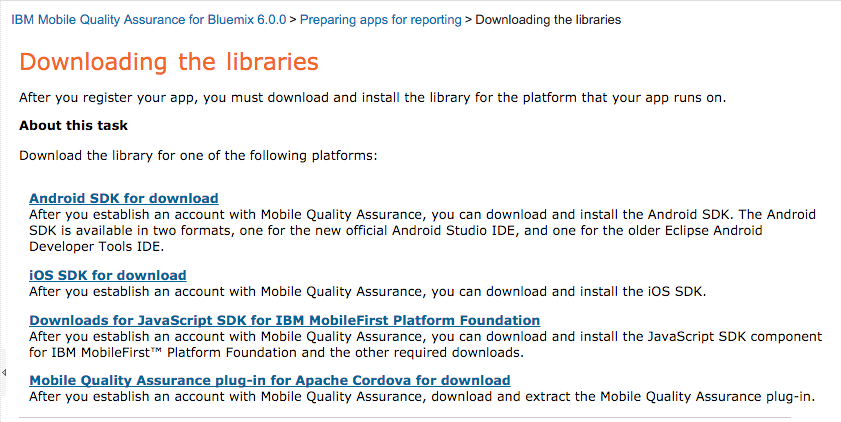 IBM Mobile Quality Assurance for Bluemix 6.0.0 > Preparing apps for reporting > Downloading the libraries
Downloading the libraries
After you register your app, you must download and install the library for the platform that your app runs on.
About this task
Download the library for one of the following platforms:
Android SDK for download
After you establish an account with Mobile Quality Assurance, you can download and install the Android SDK. The Android
SDK is available in two formats, one for the new official Android Studio IDE, and one for the older Eclipse Android
Developer Tools IDE.
iOS SDK for download
After you establish an account with Mobile Quality Assurance, you can download and install the iOS SDK.
Downloads for JavaScript SDK for IBM MobileFirst Platform Foundation
After you establish an account with Mobile Quality Assurance, you can download and install the JavaScript SDK component
for IBM MobileFirst™ Platform Foundation and the other required downloads.
Mobile Quality Assurance plug-in for Apache Cordova for download
After you establish an account with Mobile Quality Assurance, download and extract the Mobile Quality Assurance plug-in.